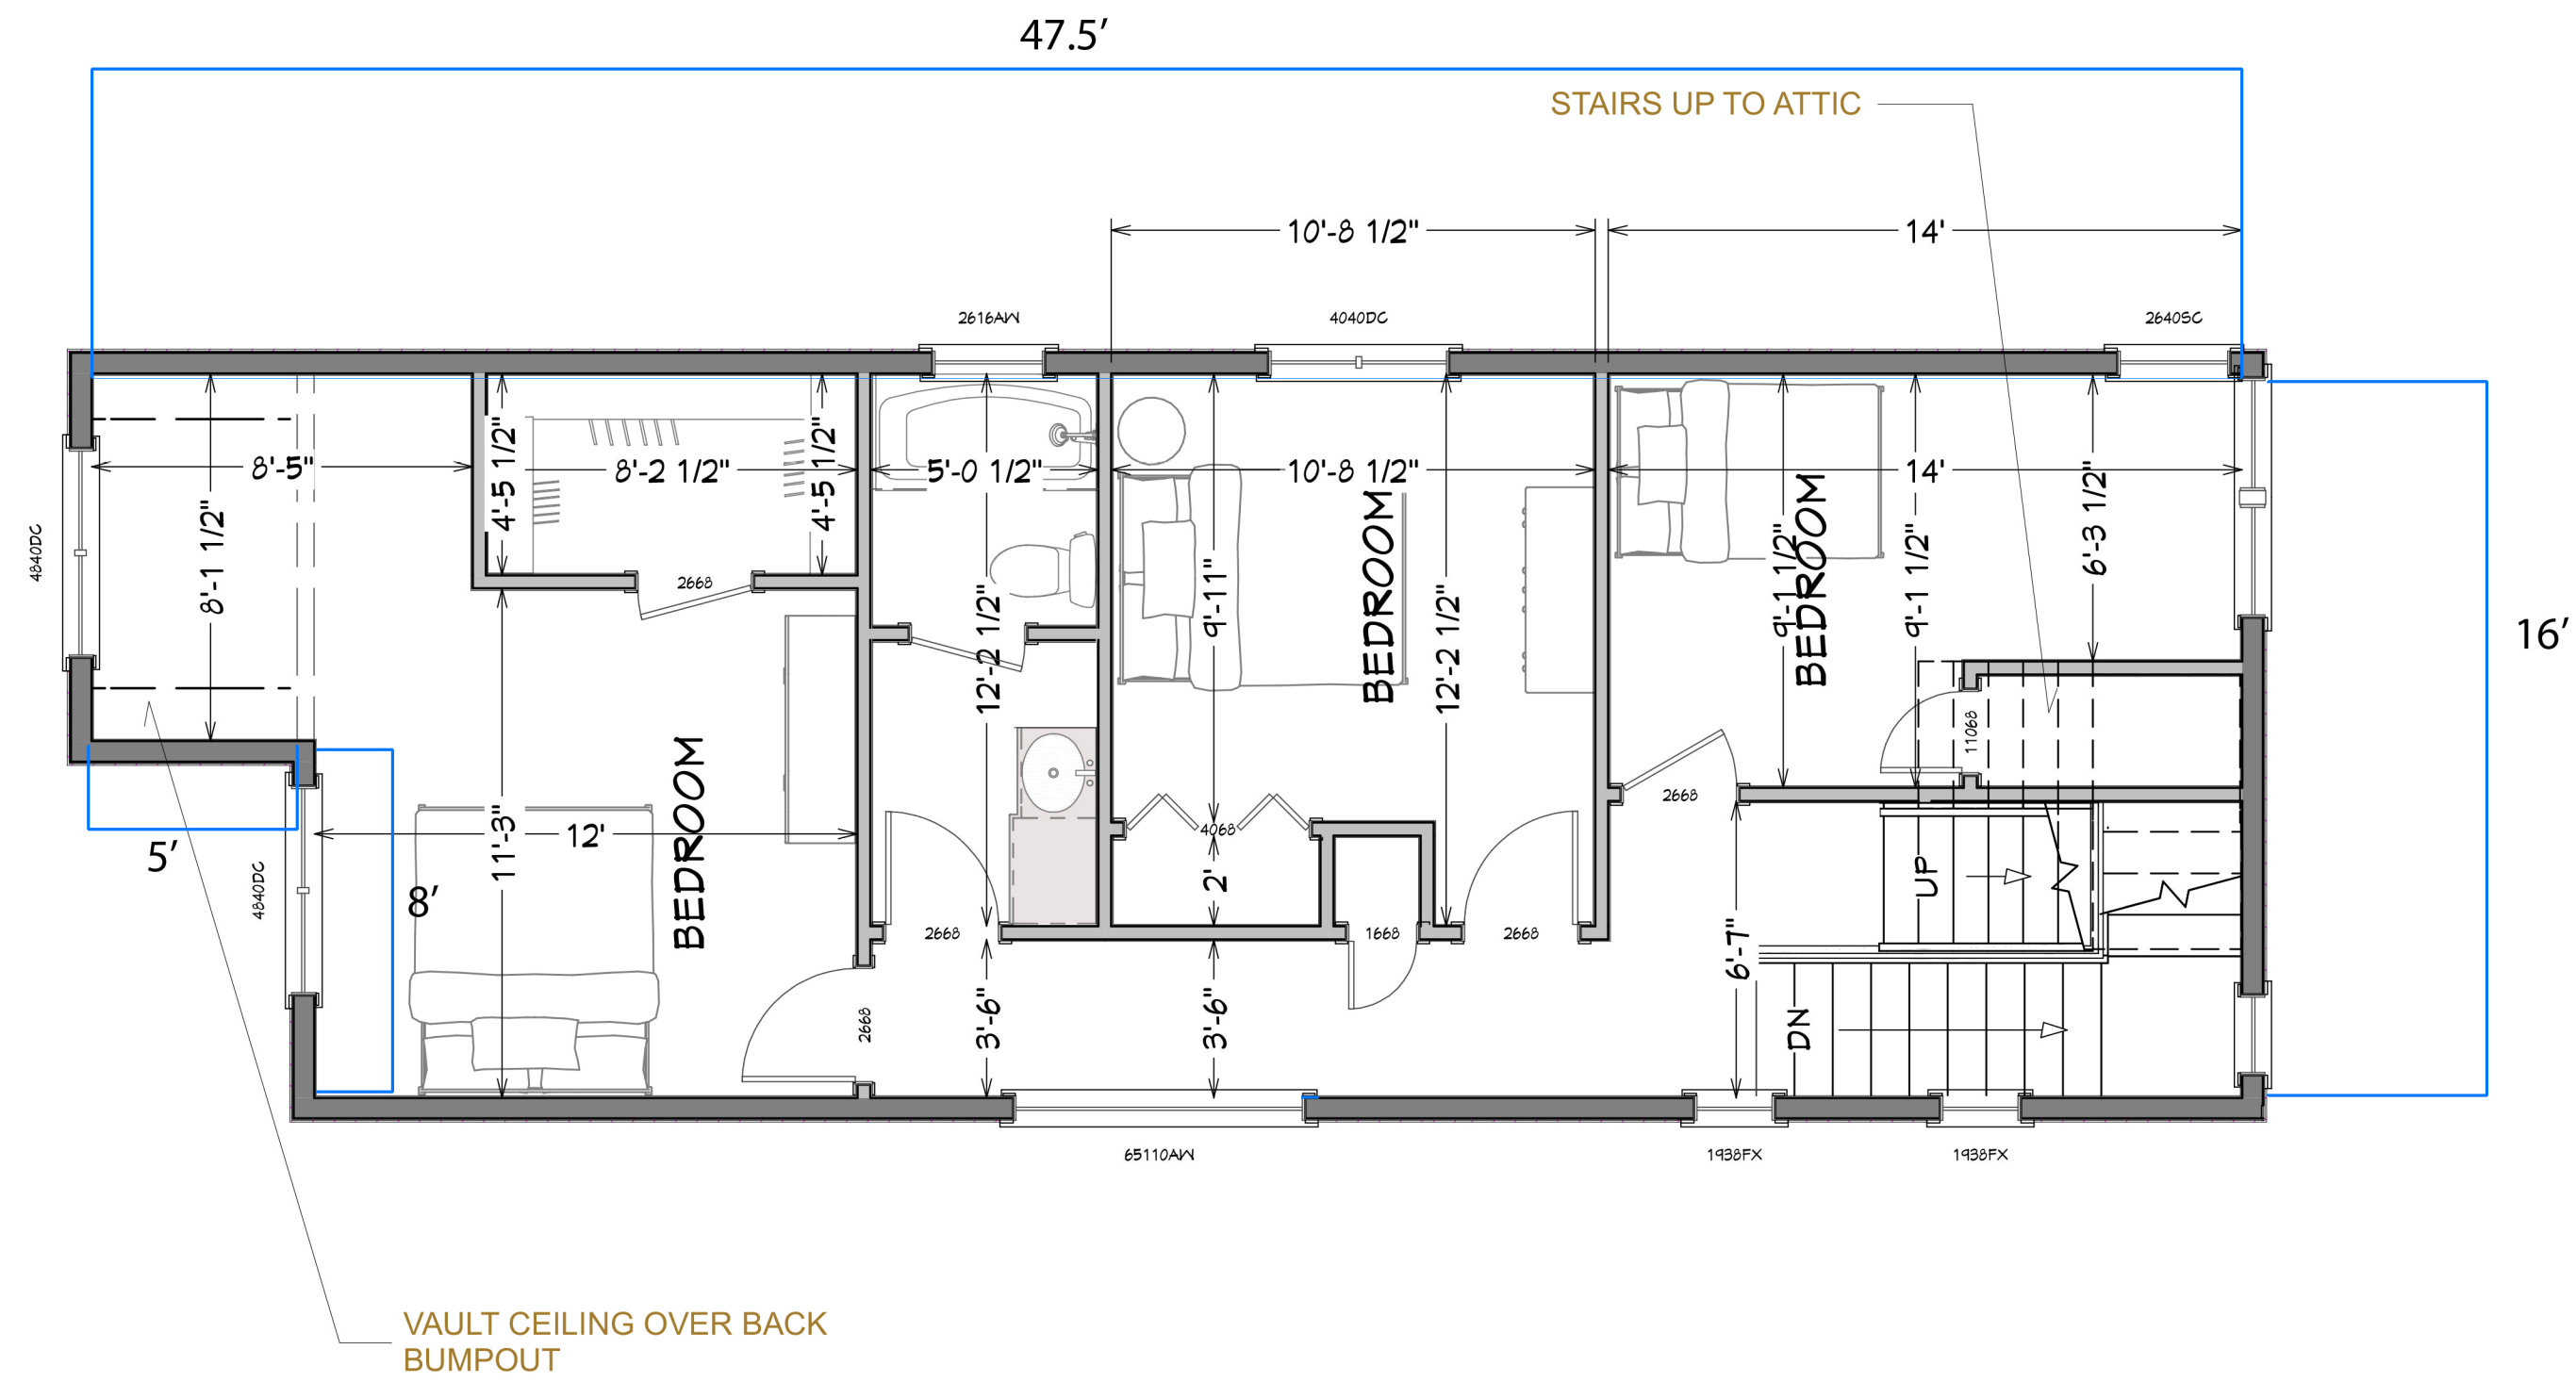 47.5’
STAIRS UP TO ATTIC
10'-8 1/2"
14'
2616AW
4040DC
2640SC
8'-5"
4'-5 1/2"
8'-2 1/2"
4'-5 1/2"
5'-0 1/2"
10'-8 1/2"
14'
4840DC
8'-1 1/2"
2668
12'-2 1/2"
9'-11"
BEDROOM
12'-2 1/2"
9'-1 1/2"
BEDROOM
9'-1 1/2"
6'-3 1/2"
16’
11068
2668
5’
4840DC
8’
11'-3"
12'
BEDROOM
4068
2'
UP
2668
1668
2668
6'-7"
2668
3'-6"
3'-6"
DN
65110AW
1938FX
1938FX
VAULT CEILING OVER BACK
BUMPOUT